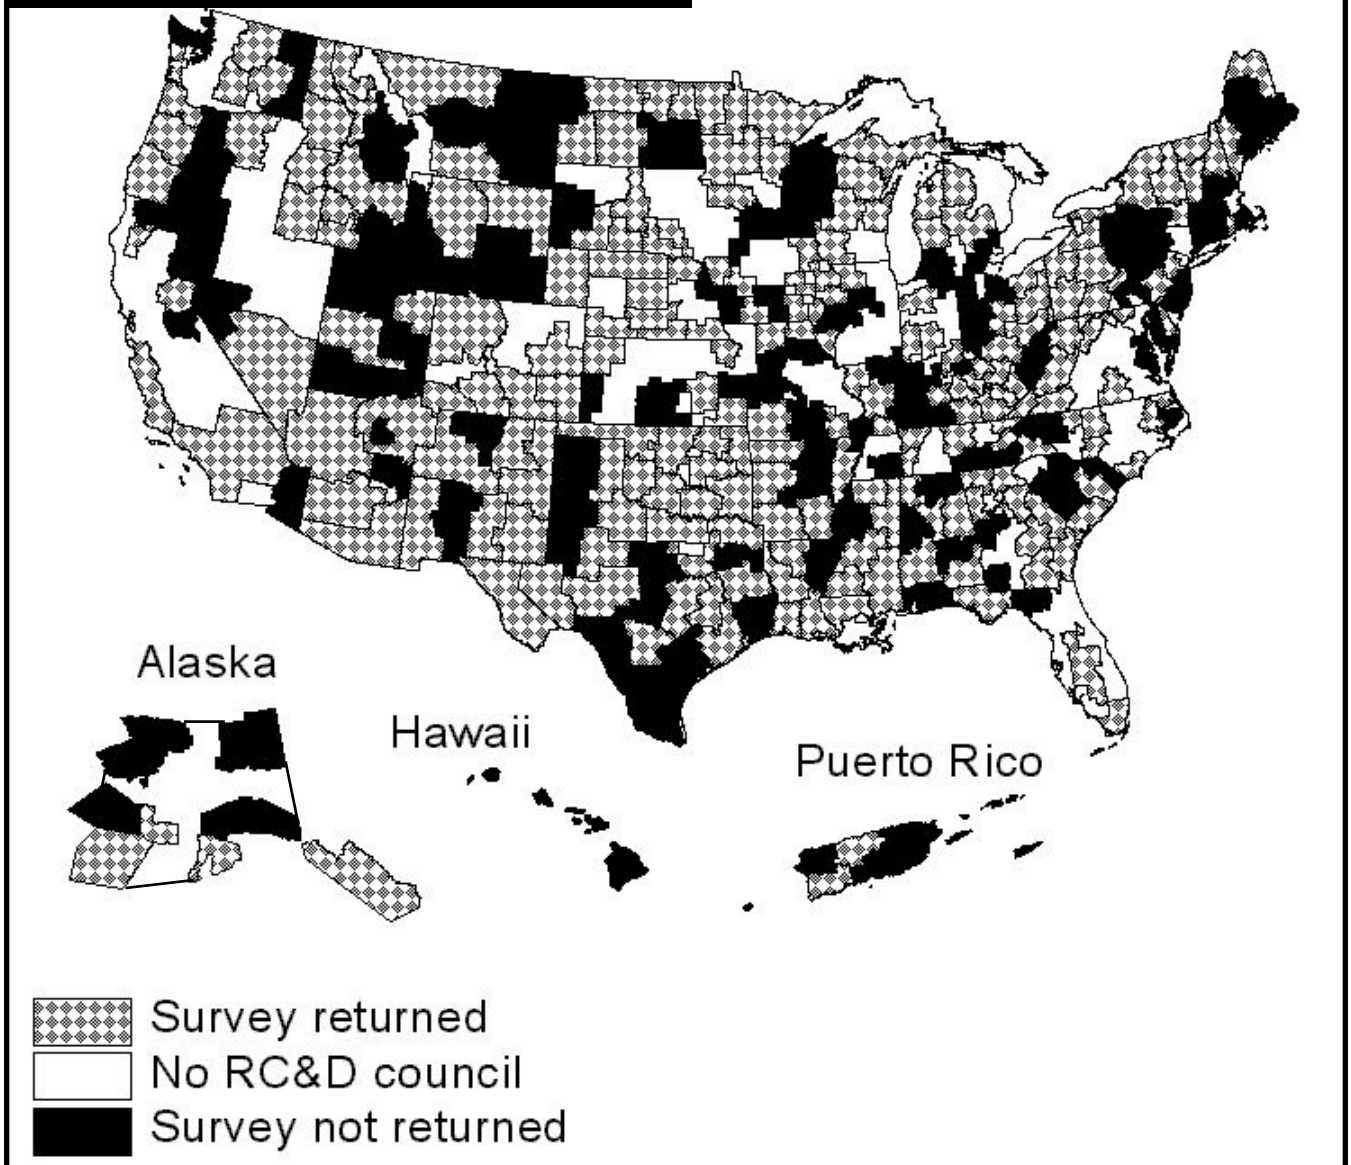 Alaska
Hawaii
Puerto Rico
Survey returned
No RC&D council
Survey not returned